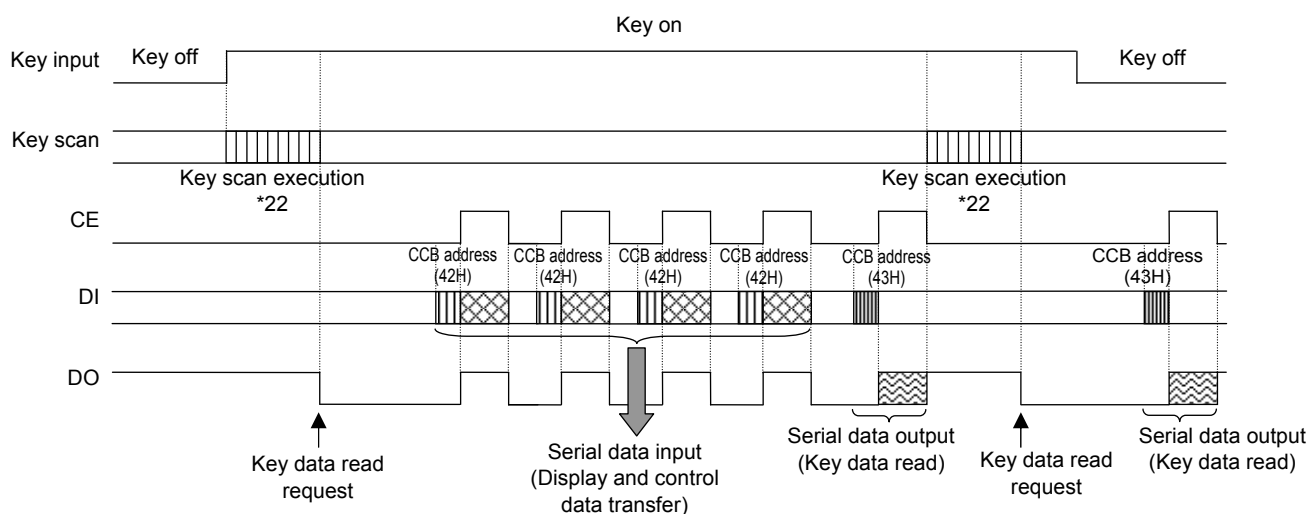 Key on
Key input
Key off
Key off
Key scan
Key scan execution
*22
Key scan execution
*22
CE
CCB address
(42H)
CCB address
(42H)
CCB address
(42H)
CCB address
(42H)
CCB address
(43H)
CCB address
(43H)
DI
DO
Key data read
request
Serial data input
(Display and control
data transfer)
Serial data output
(Key data read)
Key data read
request
Serial data output
(Key data read)